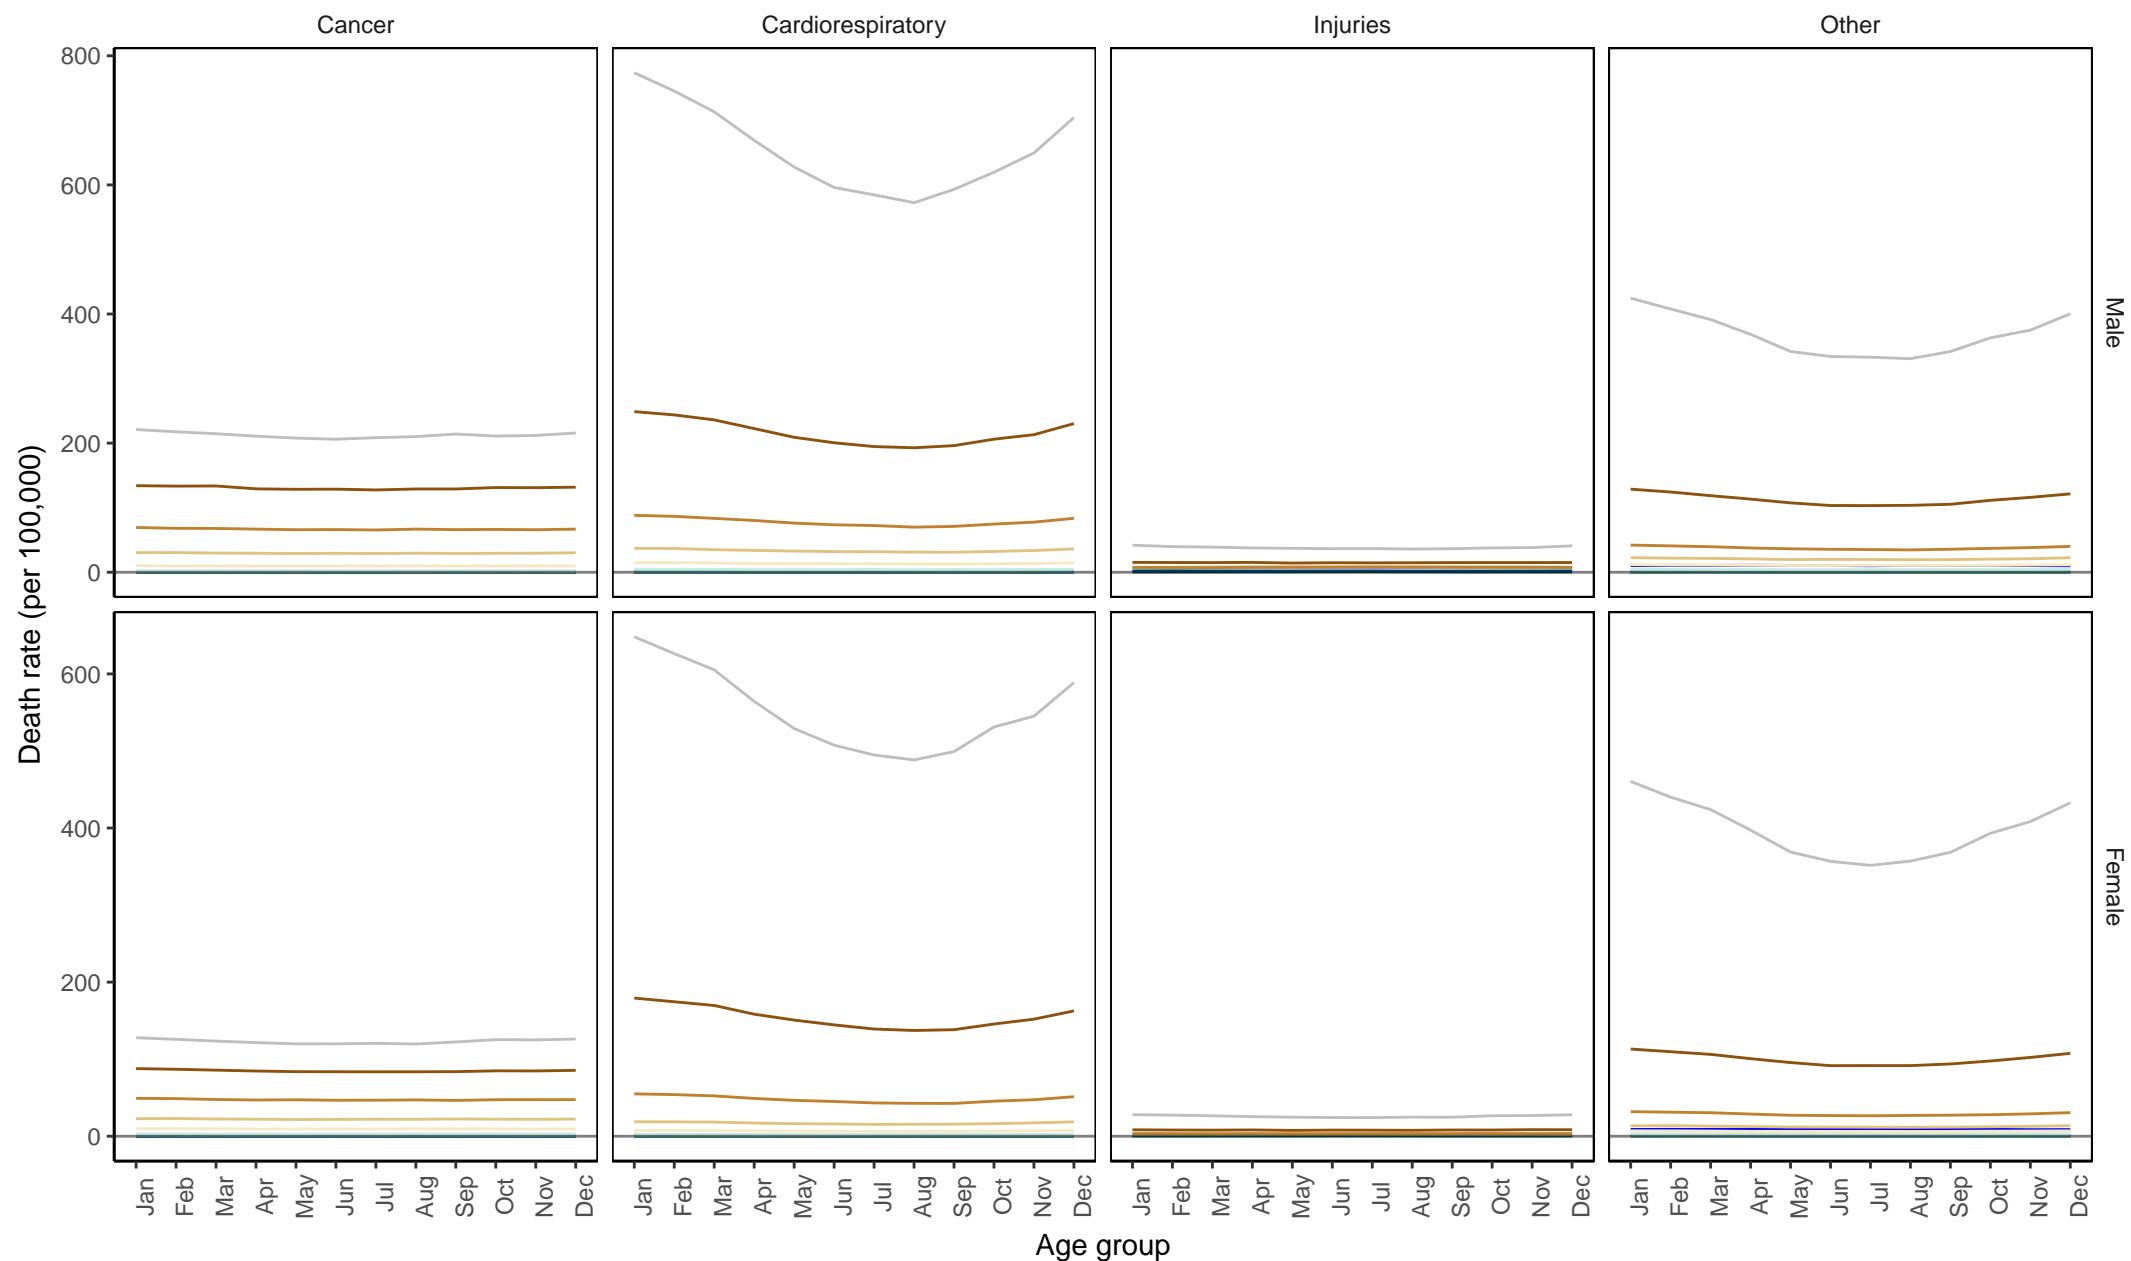 Cancer Cardiorespiratory Injuries Other
800
600
400
200
0
Male
600
400
200
0
Female
Death rate (per 100,000)
Jan Feb Mar Apr May Jun Jul Aug Sep Oct Nov Dec Jan Feb Mar Apr May Jun Jul Aug Sep Oct Nov Dec Jan Feb Mar Apr May Jun Jul Aug Sep Oct Nov Dec Jan Feb Mar Apr May Jun Jul Aug Sep Oct Nov Dec
Age group